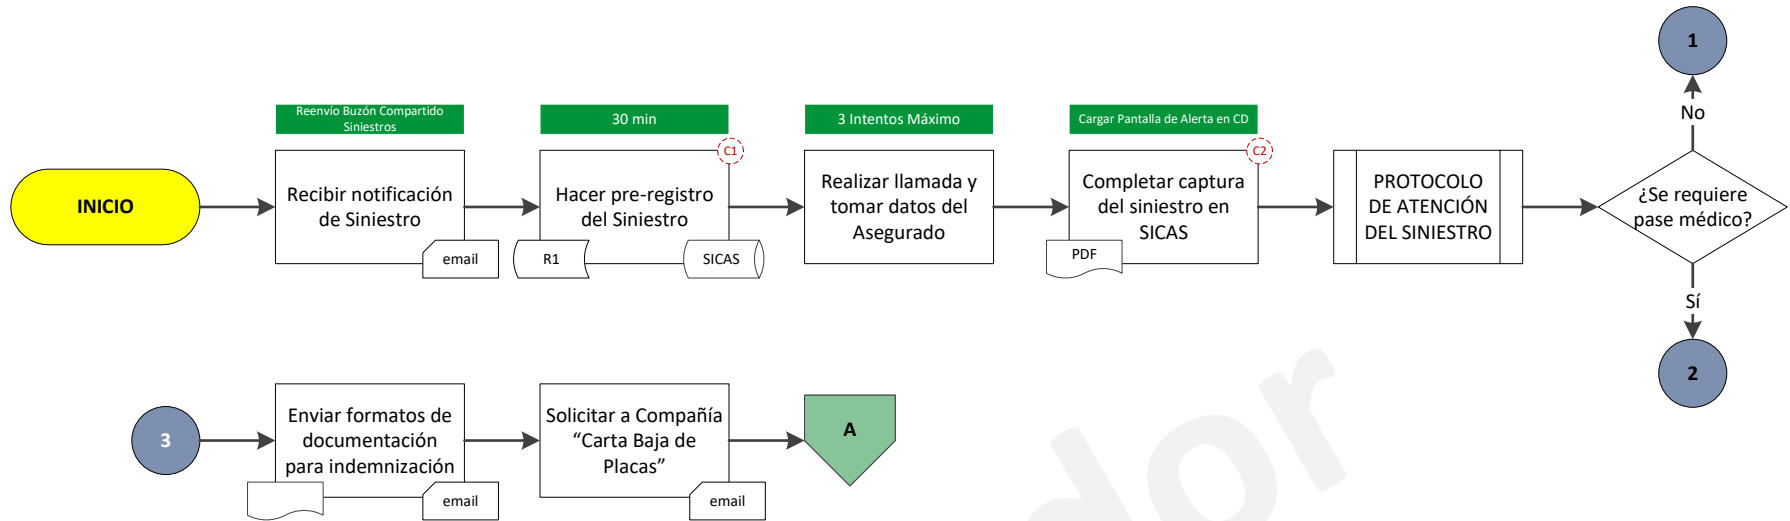 1
No
Reenvío Buzón Compartido
Siniestros
30 min
3 Intentos Máximo
Cargar Pantalla de Alerta en CD
C1
C2
INICIO
Recibir notificación
de Siniestro
email
Hacer pre-registro
del Siniestro
R1
SICAS
Realizar llamada y
tomar datos del
Asegurado
Completar captura
del siniestro en
SICAS
PDF
PROTOCOLO
DE ATENCIÓN
DEL SINIESTRO
¿Se requiere
pase médico?
Sí
2
3
Enviar formatos de
documentación
para indemnización
email
Solicitar a Compañía
“Carta Baja de
Placas”
email
A
dor